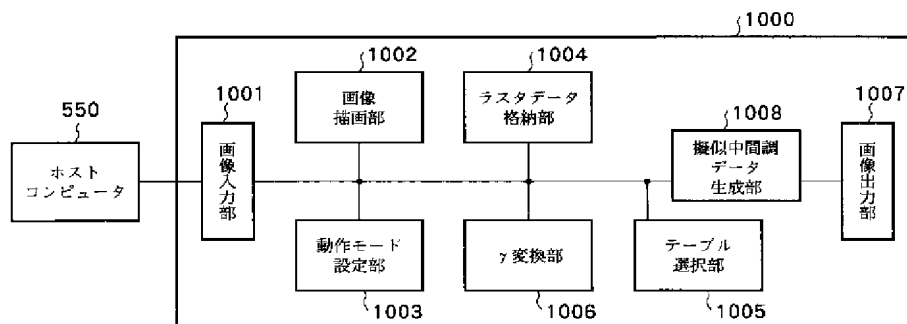 1000
1002
1004
1007
1001
1008
550
画像
描画部
ラスタデータ
格納部
ホスト
コンピュータ
画像入力部
擬似中間調
データ
生成部
画像出力部
動作モード
設定部
γ変換部
テーブル
選択部
1003
1006
1005